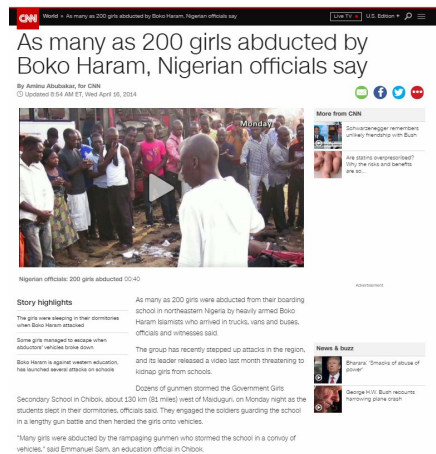 CNN World + As many as 200 girls abducted by Boko Haram, Nigerian officials say Live TV U.S. Edition +
As many as 200 girls abducted by
Boko Haram, Nigerian officials say
By Aminu Abubakar, for CNN
Updated 8:54 AM ET, Wed April 16, 2014
Monday
Nigerian officials: 200 girls abducted 00:40
Story highlights
The girls were sleeping in their dormitories
when Boko Haram attacked
Some girls managed to escape when
abductors' vehicles broke down
Boko Haram is against western education,
has launched several attacks on schools
As many as 200 girls were abducted from their boarding
school in northeastern Nigeria by heavily armed Boko
Haram Islamists who arrived in trucks, vans and buses,
officials and witnesses said.
The group has recently stepped up attacks in the region,
and its leader released a video last month threatening to
kidnap girls from schools.
Dozens of gunmen stormed the Government Girls
Secondary School in Chibok, about 130 km (81 miles) west of Maiduguri, on Monday night as the
students slept in their dormitories, officials said. They engaged the soldiers guarding the school
in a lengthy gun battle and then herded the girls onto vehicles.
"Many girls were abducted by the rampaging gunmen who stormed the school in a convoy of
vehicles," said Emmanuel Sam, an education official in Chibok.
More from CNN
Schwarzenegger remembers
unlikely friendship with Bush
Are statins overprescribed?
Why the risks and benefits
are so...
Advertisement
News & buzz
Bharara: 'Smacks of abuse of
power'
George H.W. Bush recounts
harrowing plane crash